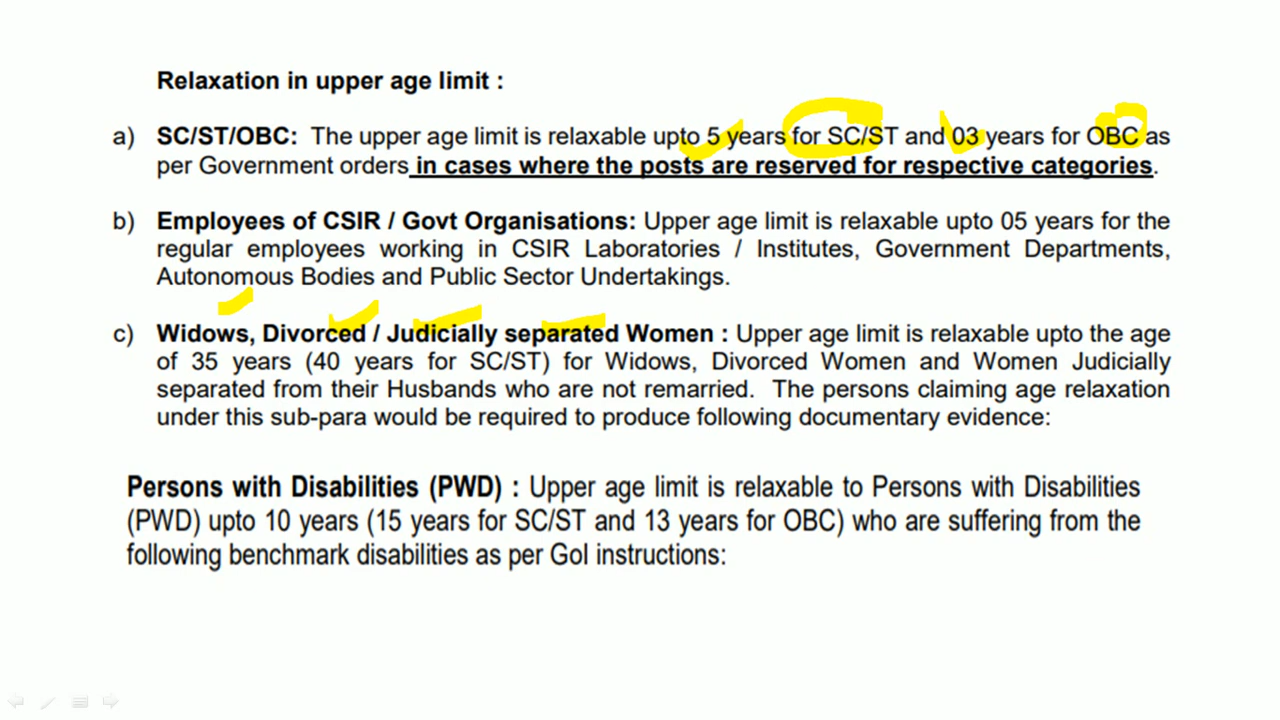 Relaxation in upper age limit :
a) SC/ST/OBC: The upper age limit is relaxable upto 5 years for SC/ST and 03 years for OBC as
per Government orders in cases where the posts are reserved for respective categories.
b) Employees of CSIR / Govt Organisations: Upper age limit is relaxable upto 05 years for the
regular employees working in CSIR Laboratories / Institutes, Government Departments,
Autonomous Bodies and Public Sector Undertakings.
c) Widows, Divorced / Judicially separated Women : Upper age limit is relaxable upto the age
of 35 years (40 years for SC/ST) for Widows, Divorced Women and Women Judicially
separated from their Husbands who are not remarried. The persons claiming age relaxation
under this sub-para would be required to produce following documentary evidence:
Persons with Disabilities (PWD) : Upper age limit is relaxable to Persons with Disabilities
(PWD) upto 10 years (15 years for SC/ST and 13 years for OBC) who are suffering from the
following benchmark disabilities as per GoI instructions: